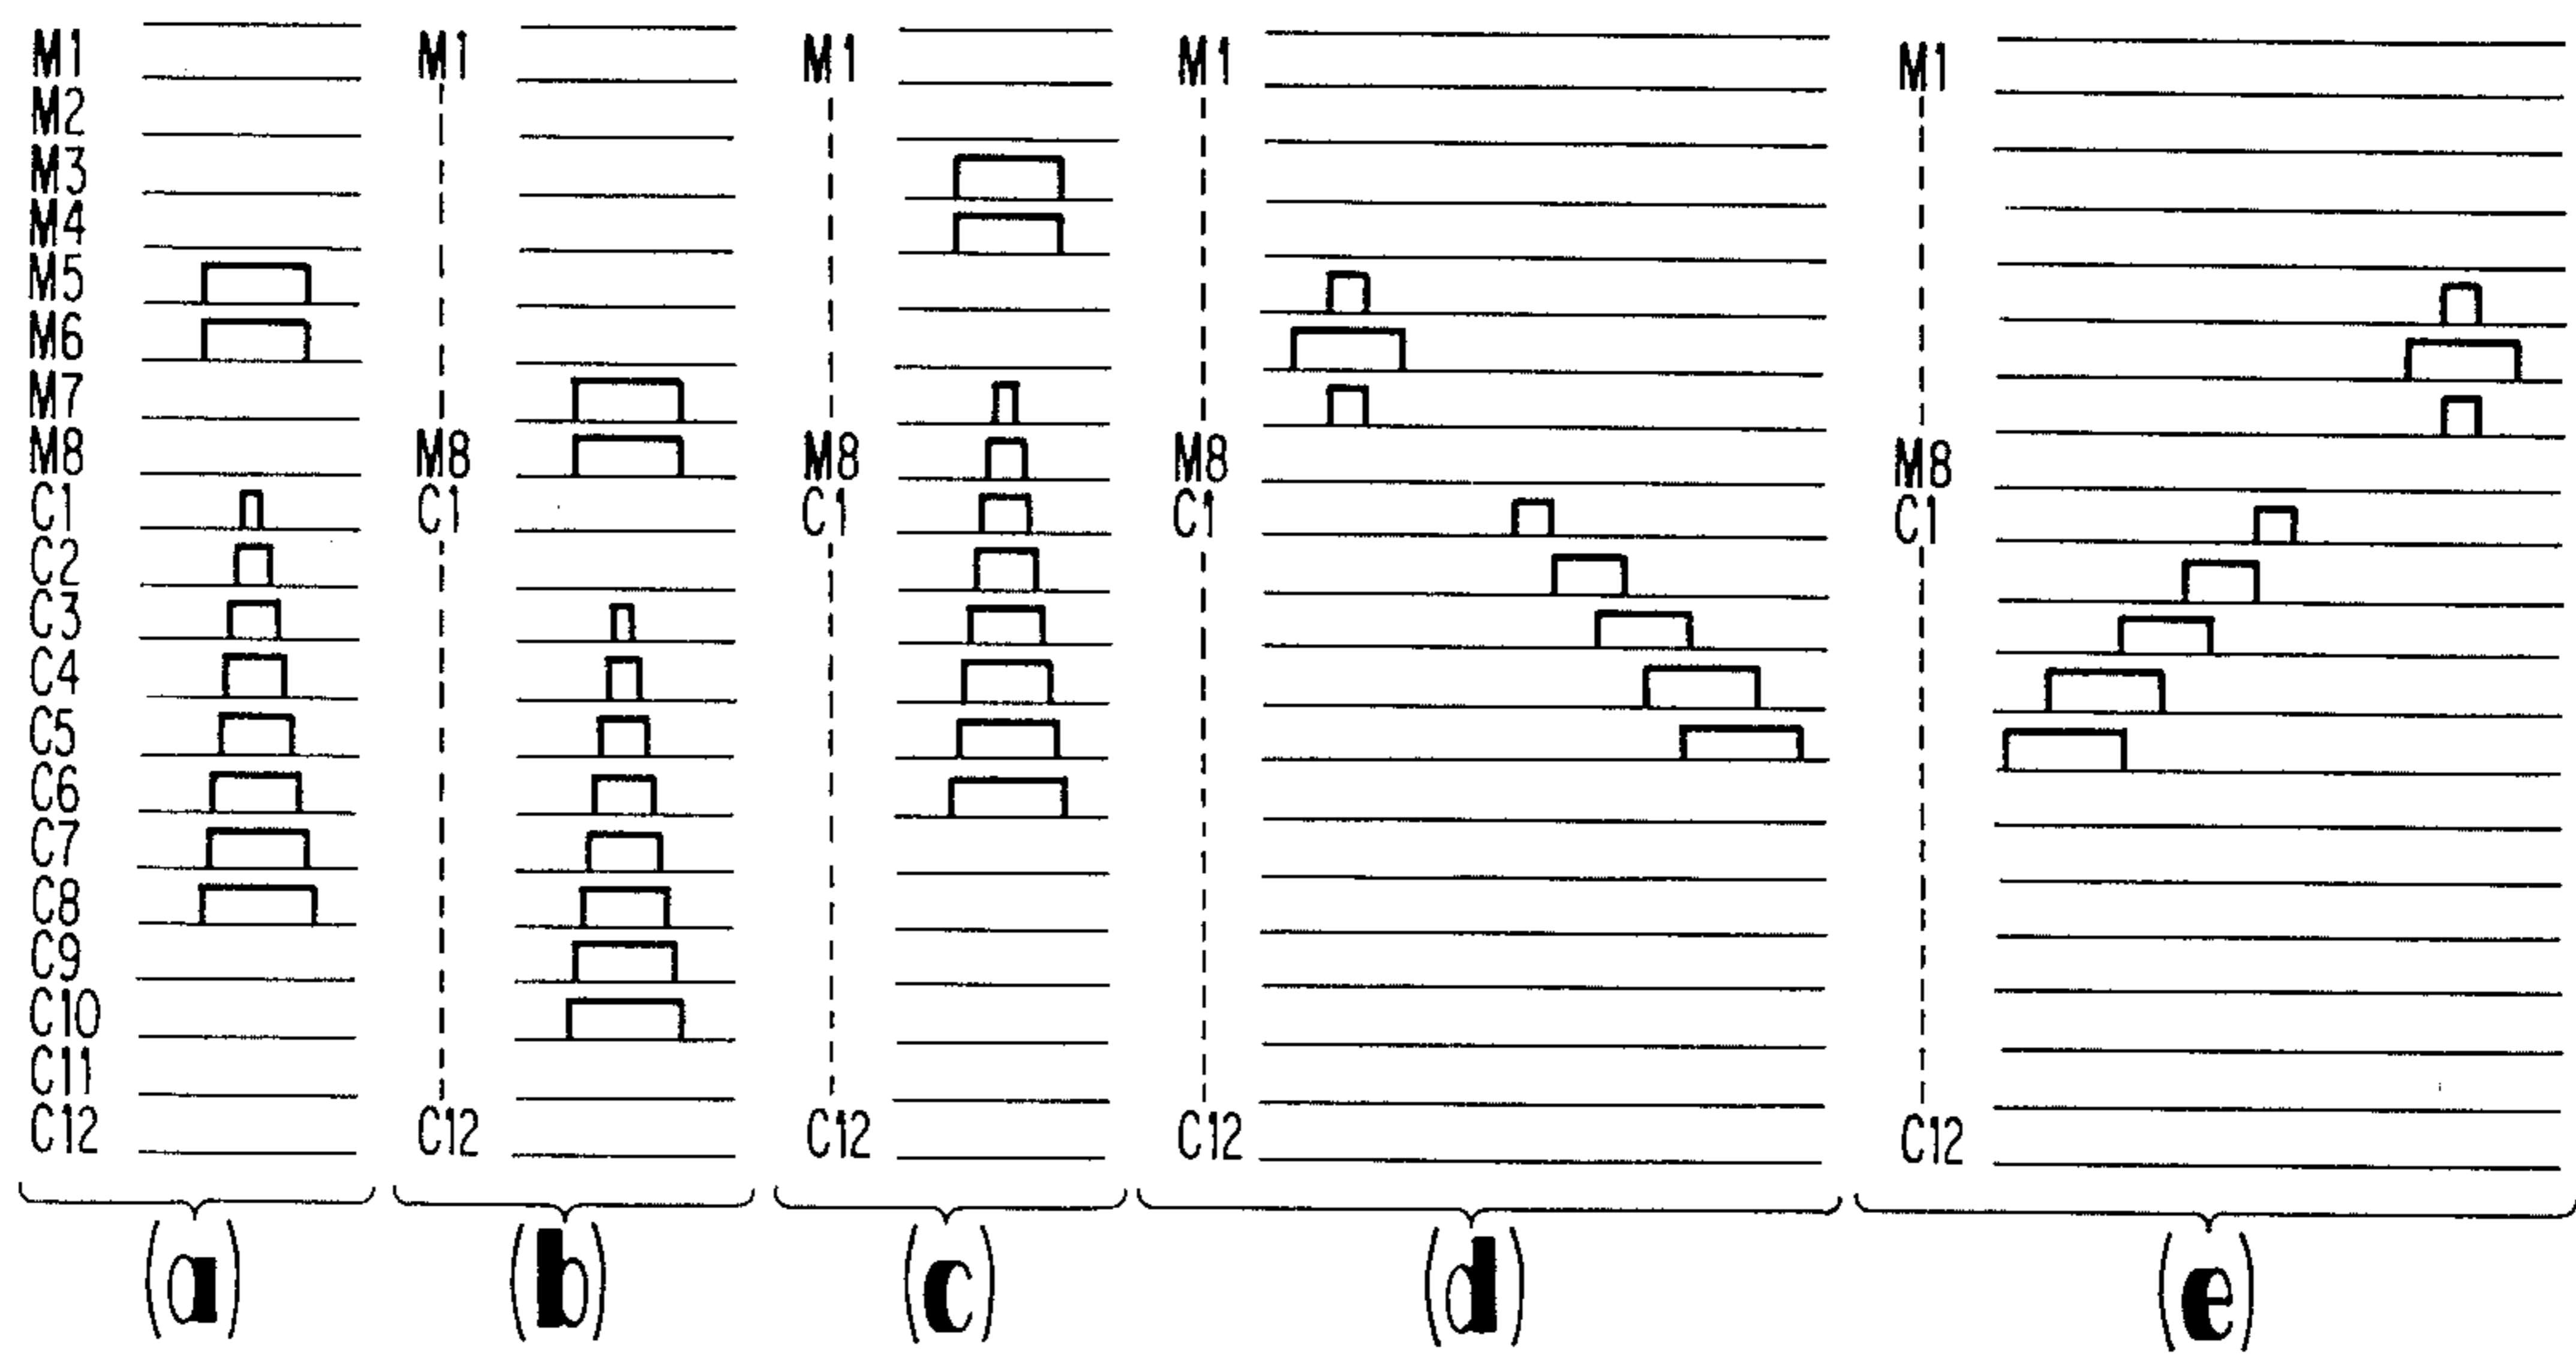 M1 M1 M1 M1 M1
M2
M3
M4
M5
M6
M7
M8 M8 M8 M8 M8
C1 C1 C1 C1 C1
C2
C3
C4
C5
C6
C7
C8
C9
C10
C11
C12 C12 C12 C12 C12
(a) (b) (c) (d) (e)